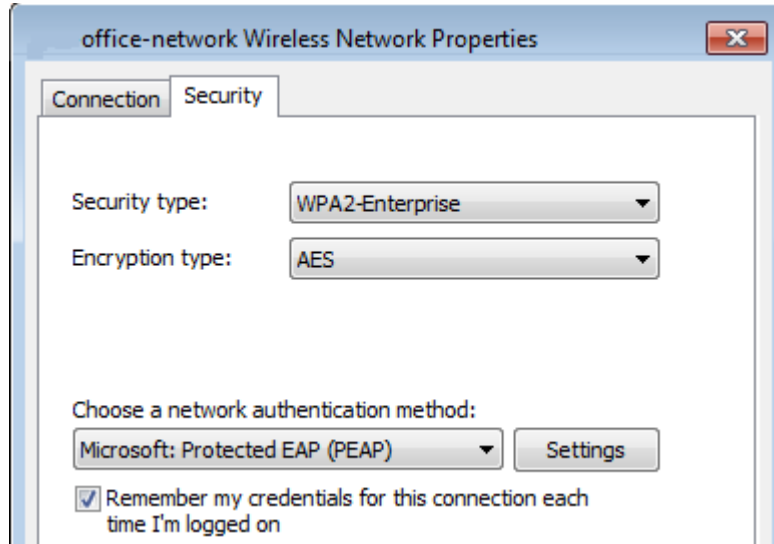 office-network Wireless Network Properties
Connection Security
Security type: WPA2-Enterprise
Encryption type: AES
Choose a network authentication method:
Microsoft: Protected EAP (PEAP) Settings
Remember my credentials for this connection each
time I'm logged on